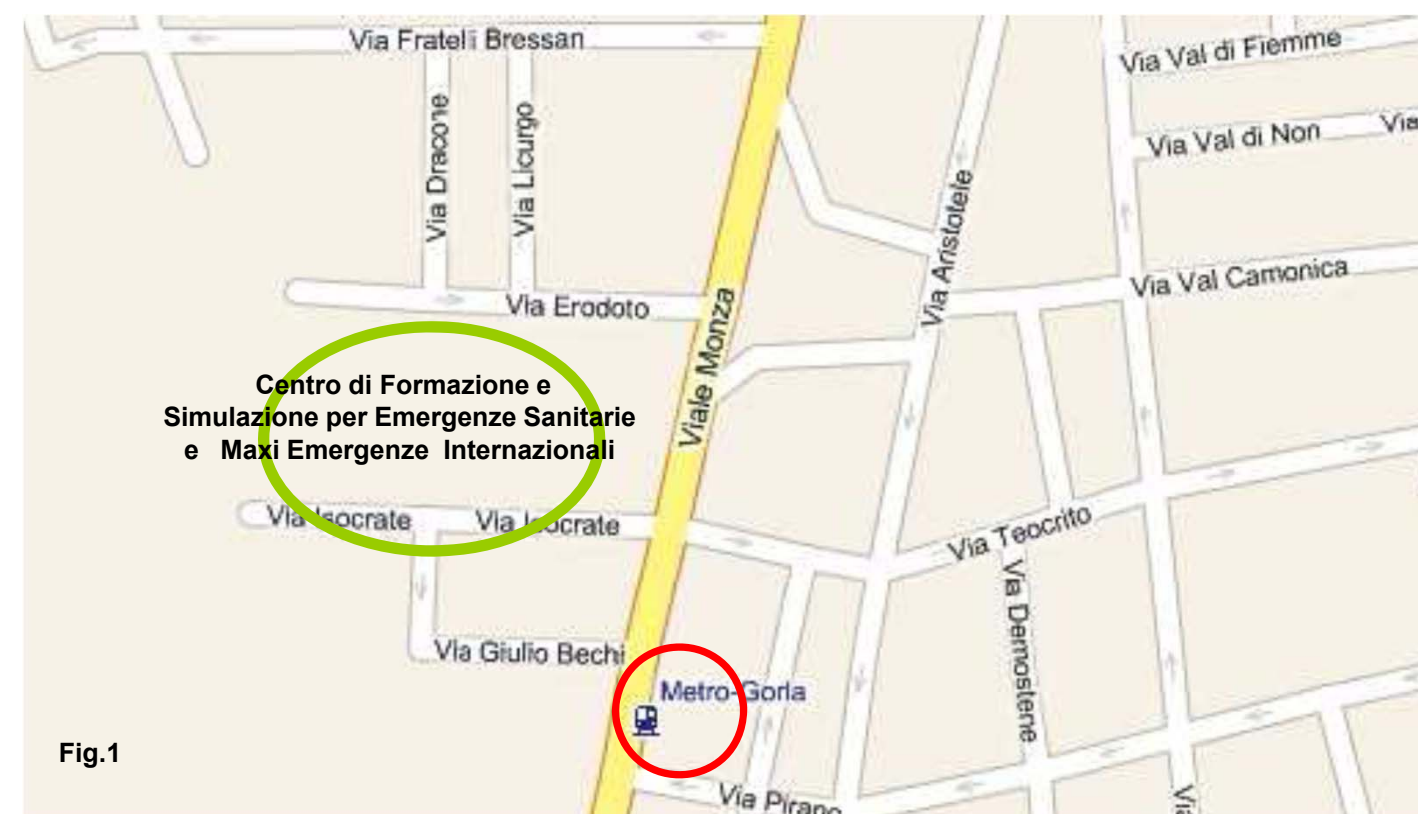 Via Fratelli Bressan
Via Val di Fiemme
Via Val di Non
Via
Via Dracone
Via Licurgo
Via Aristotele
Via Val Camonica
Via Erodoto
Viale Monza
Centro di Formazione e
Simulazione per Emergenze Sanitarie
e Maxi Emergenze Internazionali
Via Isocrate
Via Isocrate
Via Teocrito
Via Demostene
Via Giulio Bechi
Metro-Gorla
Fig.1
Via Pirano